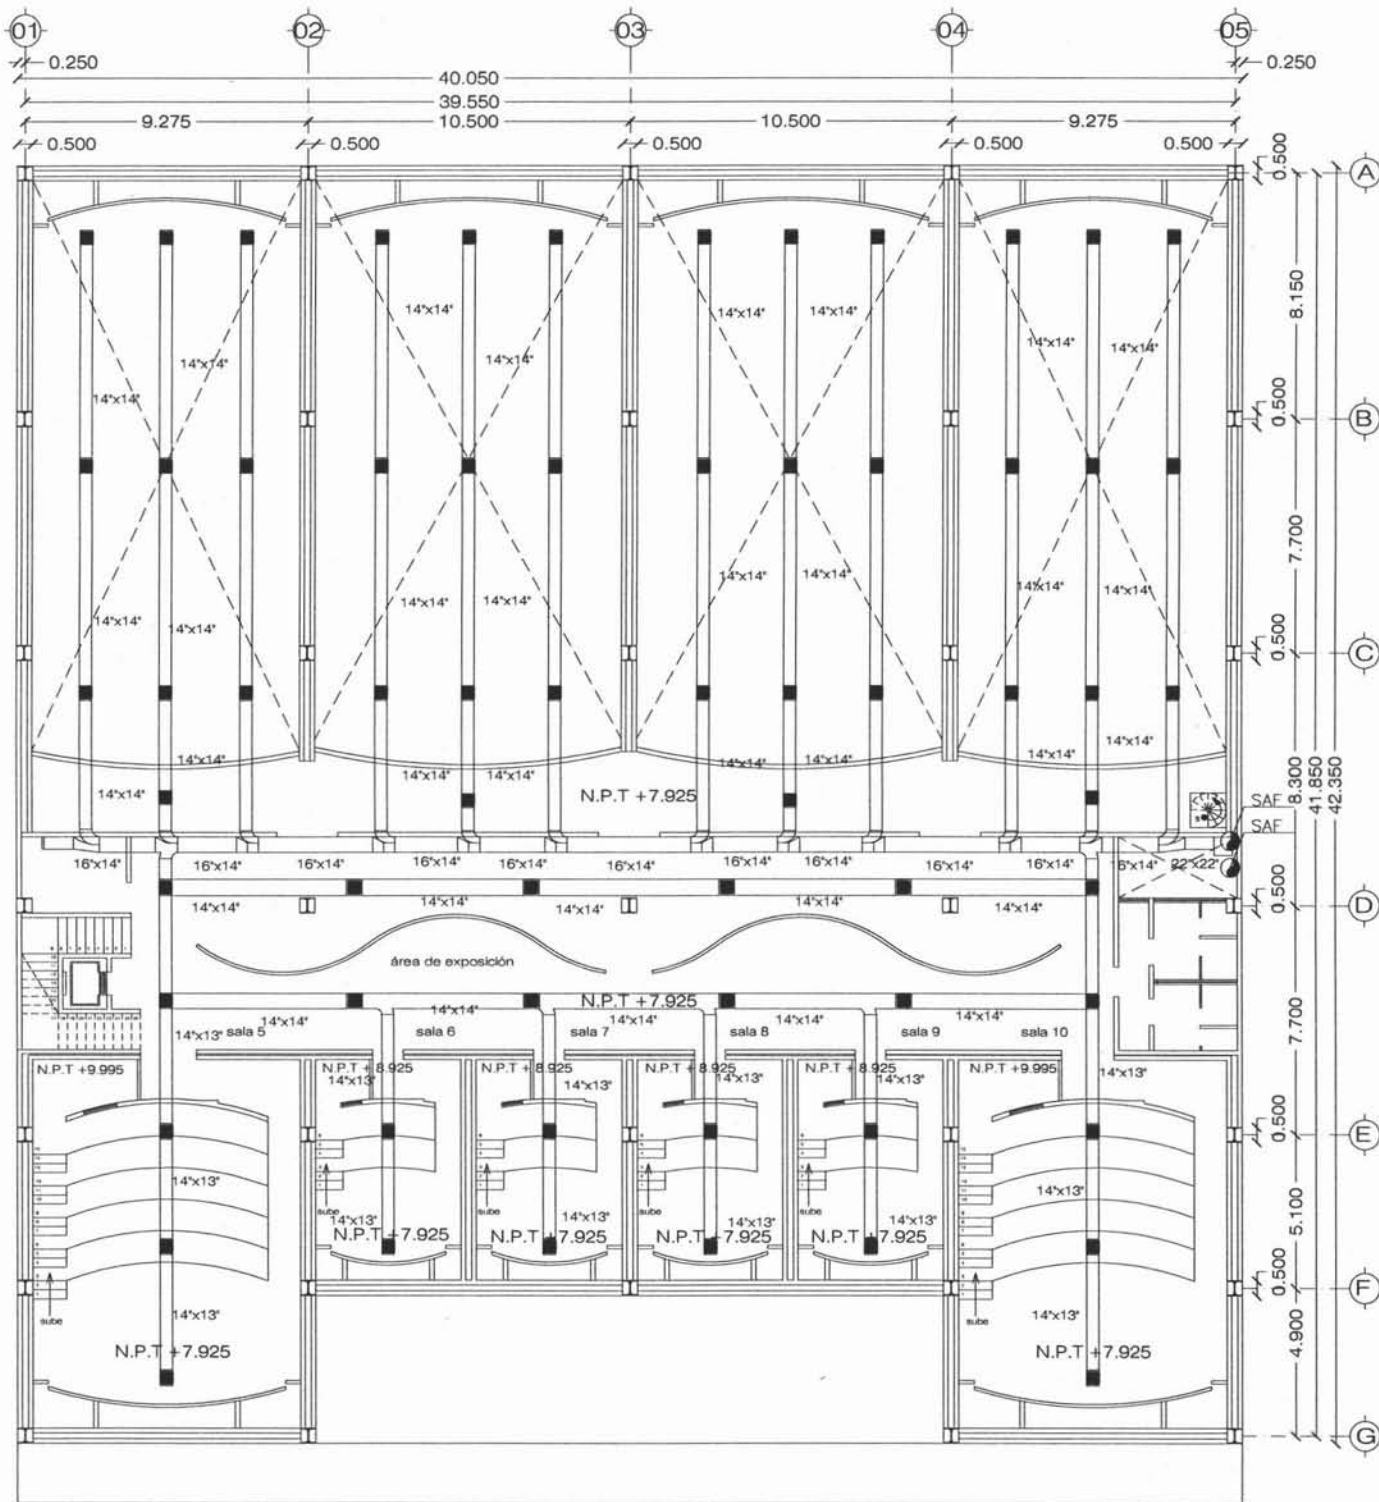 01 02 03 04 05
0.250 0.250
40.050
39.550
9.275 10.500 10.500 9.275
0.500 0.500 0.500 0.500 0.500
0.500
A
8.150
14"x14" 14"x14" 14"x14"
14"x14" 14"x14"
14"x14" 14"x14" 14"x14"
14"x14"
0.500
B
7.700
14"x14" 14"x14" 14"x14" 14"x14"
14"x14" 14"x14"
14"x14" 14"x14"
0.500
C
14"x14"
14"x14" 14"x14" 14"x14" 14"x14"
14"x14" 14"x14"
14"x14"
N.P.T +7.925
8.300
41.850
42.350
SAF
SAF
16"x14" 16"x14" 16"x14" 16"x14" 16"x14" 16"x14" 16"x14" 16"x14" 16"x14" 16"x14" 16"x14" 22"x22"
0.500
D
14"x14" 14"x14" 14"x14" 14"x14" 14"x14"
área de exposición
N.P.T +7.925
14"x14" 14"x14" 14"x14" 14"x14" 14"x14"
14"x13" sala 5 sala 6 sala 7 sala 8 sala 9 sala 10
7.700
N.P.T +9.995 N.P.T + 8.925 N.P.T + 8.925 N.P.T + 8.925 N.P.T + 8.925 N.P.T +9.995
14"x13" 14"x13" 14"x13" 14"x13" 14"x13"
0.500
E
14"x13" 14"x13"
5.100
sube sube sube sube
14"x13" 14"x13" 14"x13" 14"x13"
N.P.T +7.925 N.P.T +7.925 N.P.T +7.925 N.P.T +7.925
0.500
F
14"x13" 14"x13"
sube sube
4.900
N.P.T +7.925 N.P.T +7.925
G